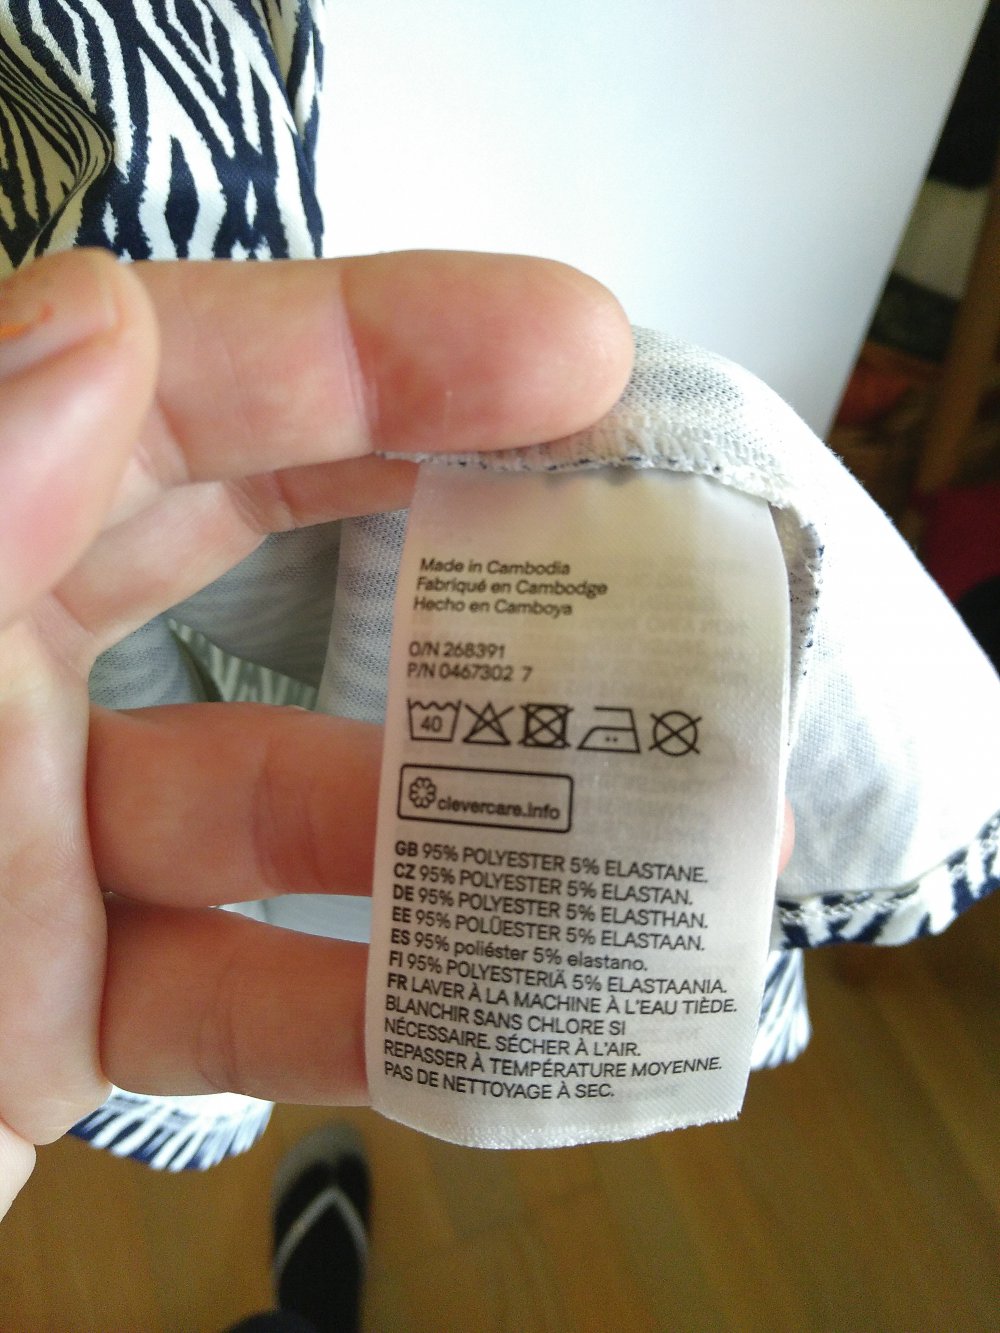 Made in Cambodia
Fabriqué en Cambodge
Hecho en Camboya
O/N 268391
P/N 0467302 7
40
clevercare.info
GB 95% POLYESTER 5% ELASTANE.
CZ 95% POLYESTER 5% ELASTAN.
DE 95% POLYESTER 5% ELASTHAN.
EE 95% POLÜESTER 5% ELASTAAN.
ES 95% poliéster 5% elastano.
FI 95% POLYESTERIÄ 5% ELASTAANIA.
FR LAVER À LA MACHINE À L'EAU TIÈDE.
BLANCHIR SANS CHLORE SI
NÉCESSAIRE. SÉCHER À L'AIR.
REPASSER À TEMPÉRATURE MOYENNE.
PAS DE NETTOYAGE À SEC.